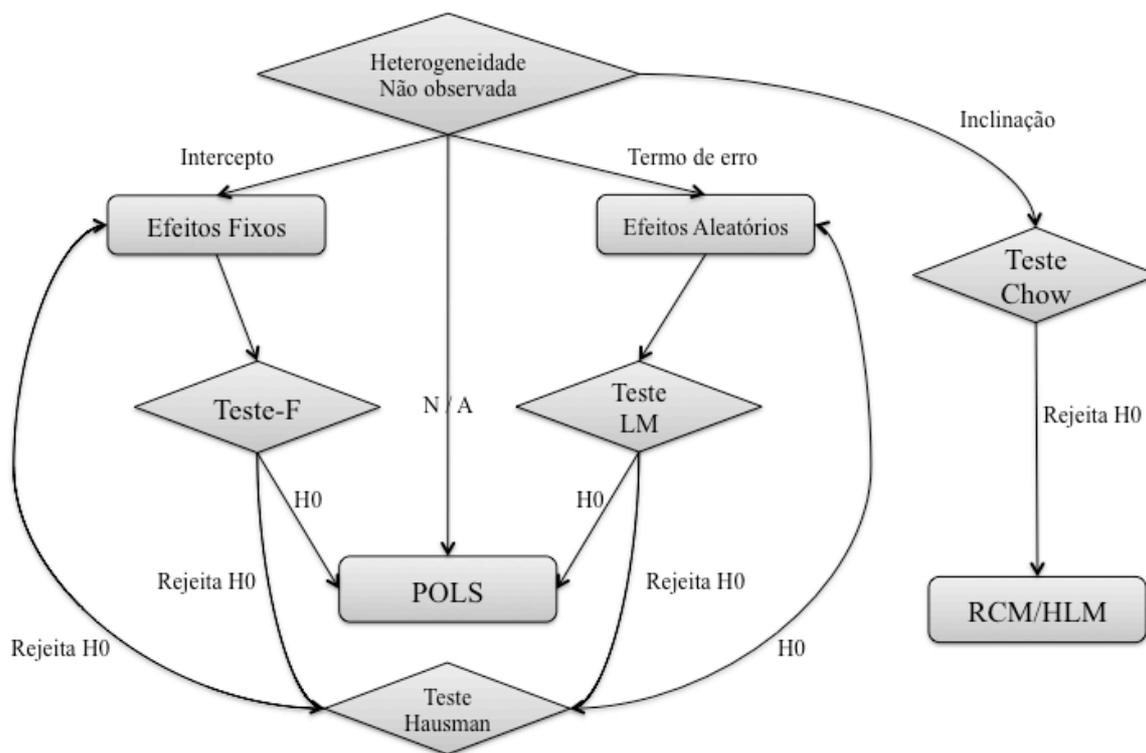 Heterogeneidade
Não observada
Inclinação
Intercepto
Termo de erro
Efeitos Fixos
Efeitos Aleatórios
Teste
Chow
Teste-F
N / A
Teste
LM
Rejeita H0
H0
H0
Rejeita H0
POLS
Rejeita H0
RCM/HLM
Rejeita H0
H0
Teste
Hausman